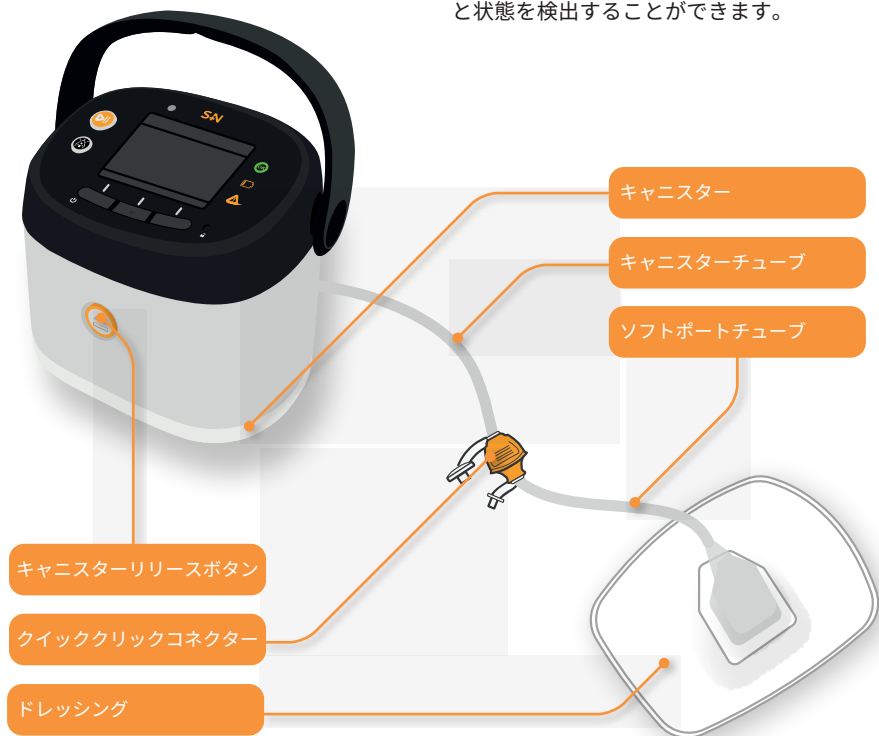 と状態を検出することができます。
S+N
キャニスター
キャニスターチューブ
ソフトポートチューブ
キャニスターリリースボタン
クイッククリックコネクター
ドレッシング